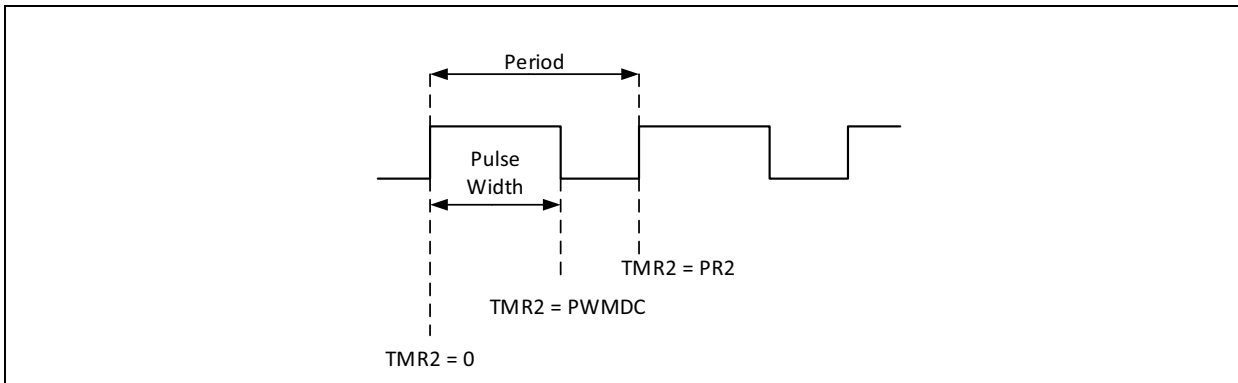 Period
Pulse
Width
TMR2 = PR2
TMR2 = PWMDC
TMR2 = 0